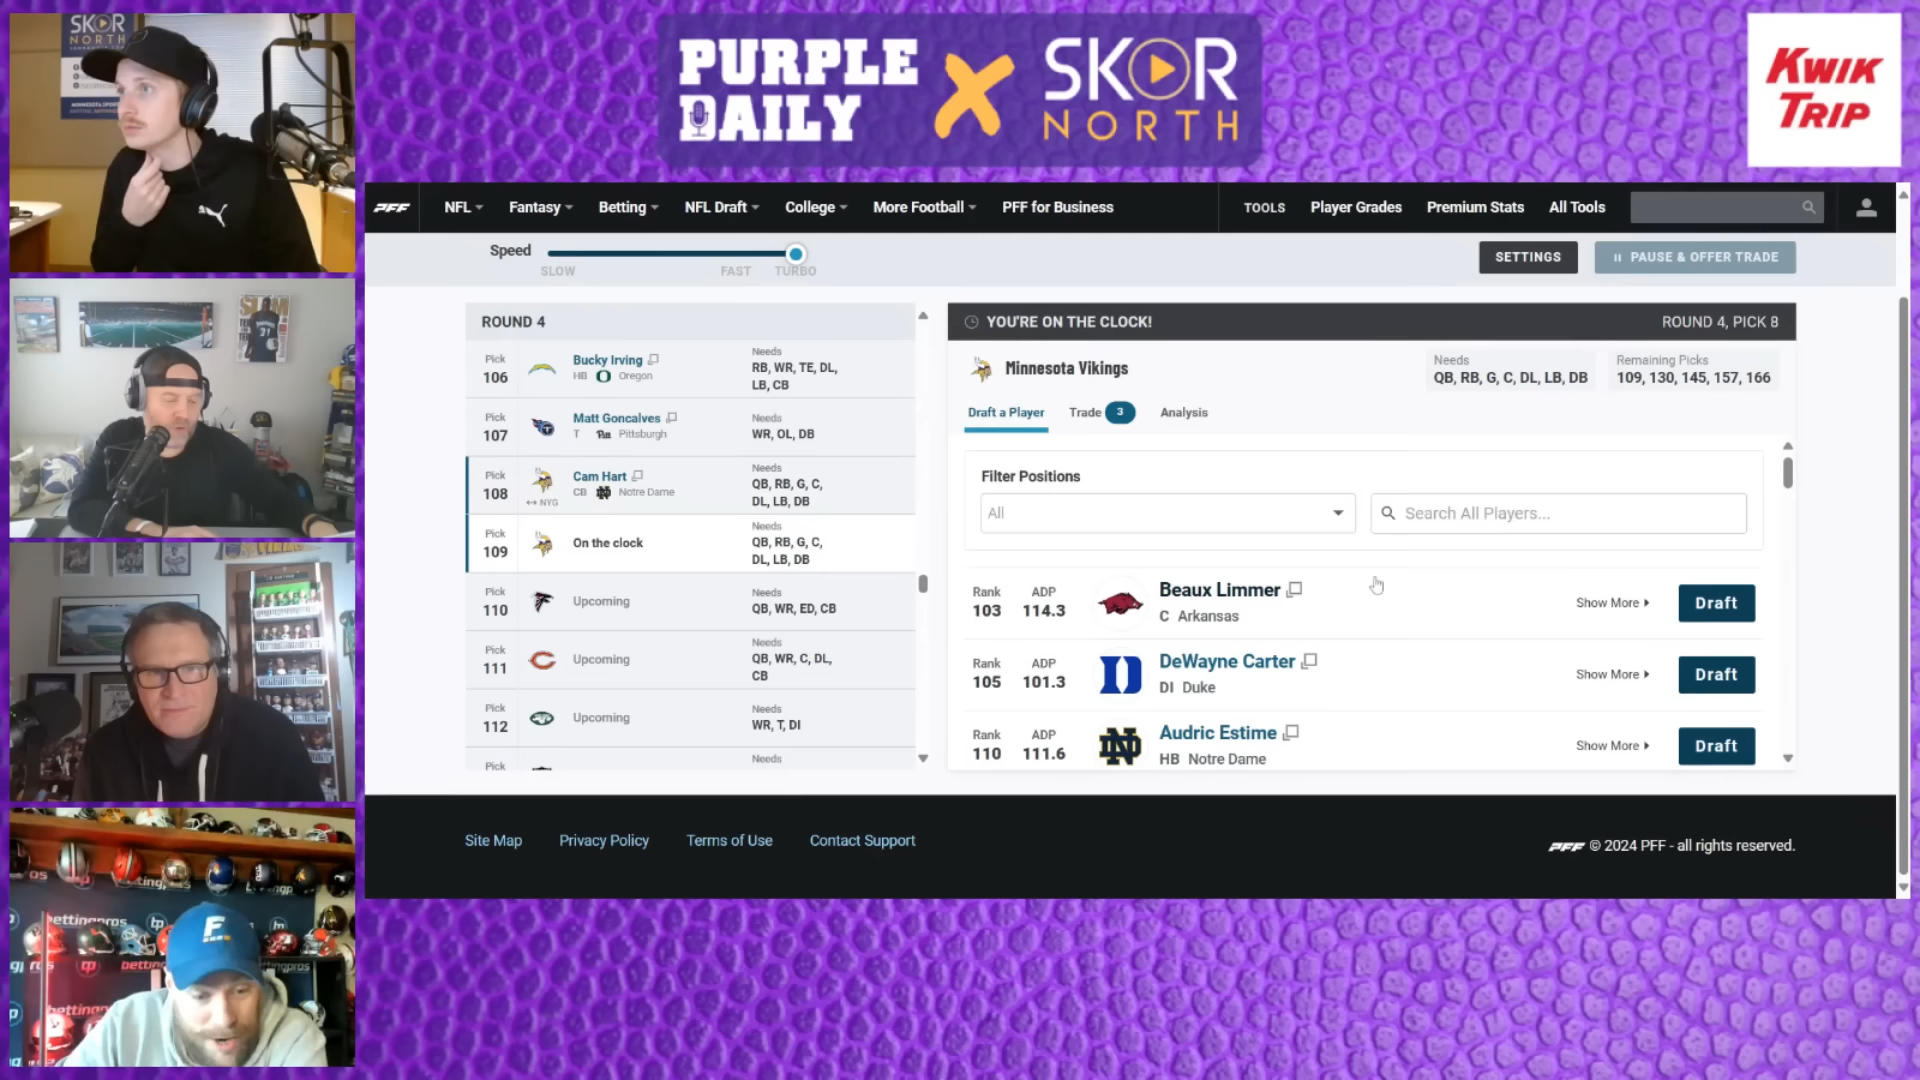 SKOR
NORTH
PURPLE
DAILY
X
SKOR
NORTH
KWIK
TRIP
PFF
NFL
Fantasy
Betting
NFL Draft
College
More Football
PFF for Business
TOOLS
Player Grades
Premium Stats
All Tools
Speed
SLOW
FAST
TURBO
SETTINGS
PAUSE & OFFER TRADE
ROUND 4
Pick
106
Bucky Irving
HB Oregon
Needs
RB, WR, TE, DL,
LB, CB
Pick
107
Matt Goncalves
T Pitt Pittsburgh
Needs
WR, OL, DB
Pick
108
↔ NYG
Cam Hart
CB Notre Dame
Needs
QB, RB, G, C,
DL, LB, DB
Pick
109
On the clock
Needs
QB, RB, G, C,
DL, LB, DB
Pick
110
Upcoming
Needs
QB, WR, ED, CB
Pick
111
Upcoming
Needs
QB, WR, C, DL,
CB
Pick
112
Upcoming
Needs
WR, T, DI
Pick
Needs
YOU'RE ON THE CLOCK!
ROUND 4, PICK 8
Minnesota Vikings
Needs
QB, RB, G, C, DL, LB, DB
Remaining Picks
109, 130, 145, 157, 166
Draft a Player
Trade 3
Analysis
Filter Positions
All
Search All Players...
Rank
103
ADP
114.3
Beaux Limmer
C Arkansas
Show More
Draft
Rank
105
ADP
101.3
DeWayne Carter
DI Duke
Show More
Draft
Rank
110
ADP
111.6
Audric Estime
HB Notre Dame
Show More
Draft
Site Map
Privacy Policy
Terms of Use
Contact Support
PFF © 2024 PFF - all rights reserved.
SLAM
bettingpros
tp
F